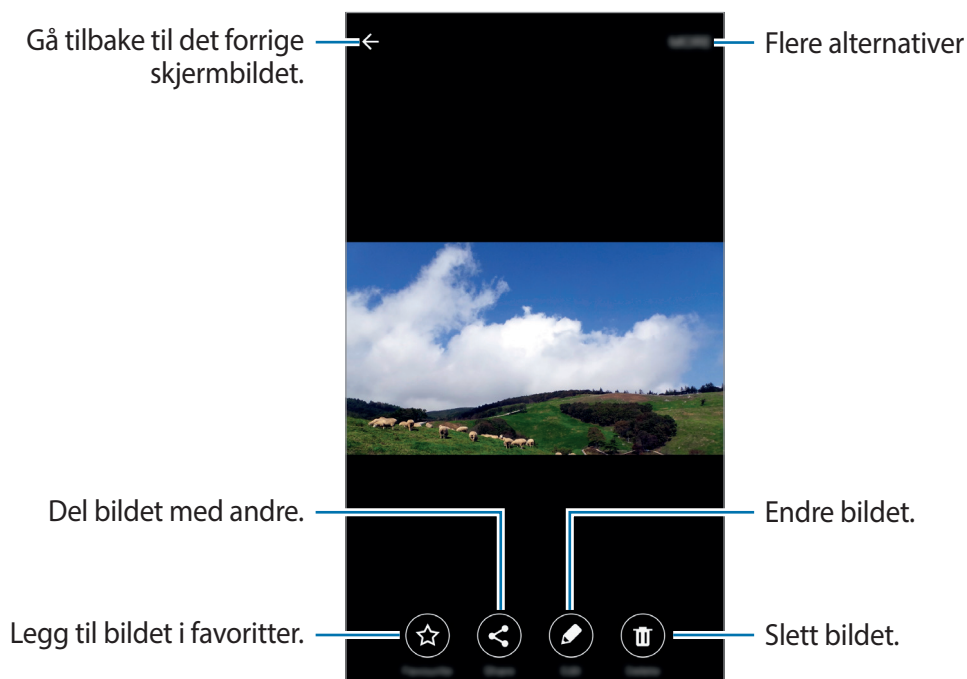 Gå tilbake til det forrige
skjermbildet.
Flere alternativer
Del bildet med andre.
Endre bildet.
Legg til bildet i favoritter.
Slett bildet.